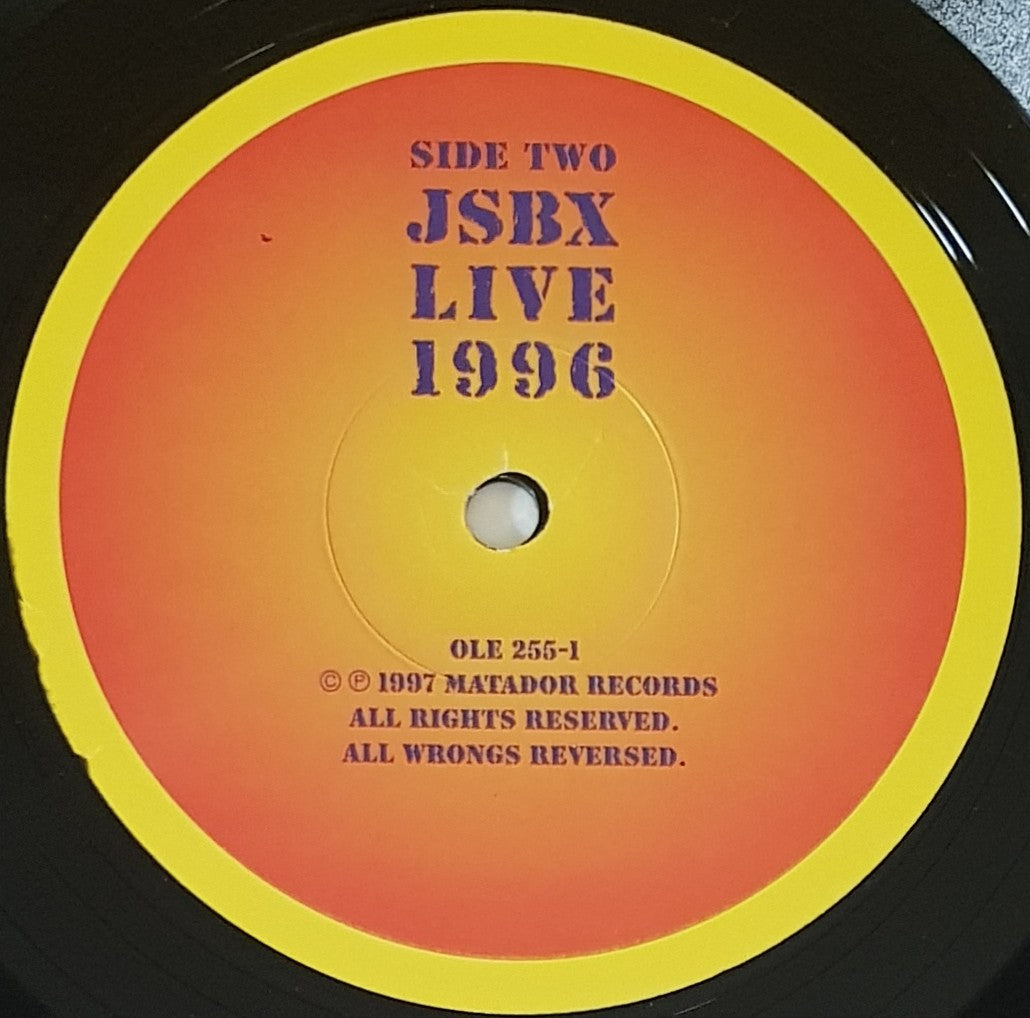 SIDE TWO
JSBX
LIVE
1996
OLE 255-1
© ℗ 1997 MATADOR RECORDS
ALL RIGHTS RESERVED.
ALL WRONGS REVERSED.